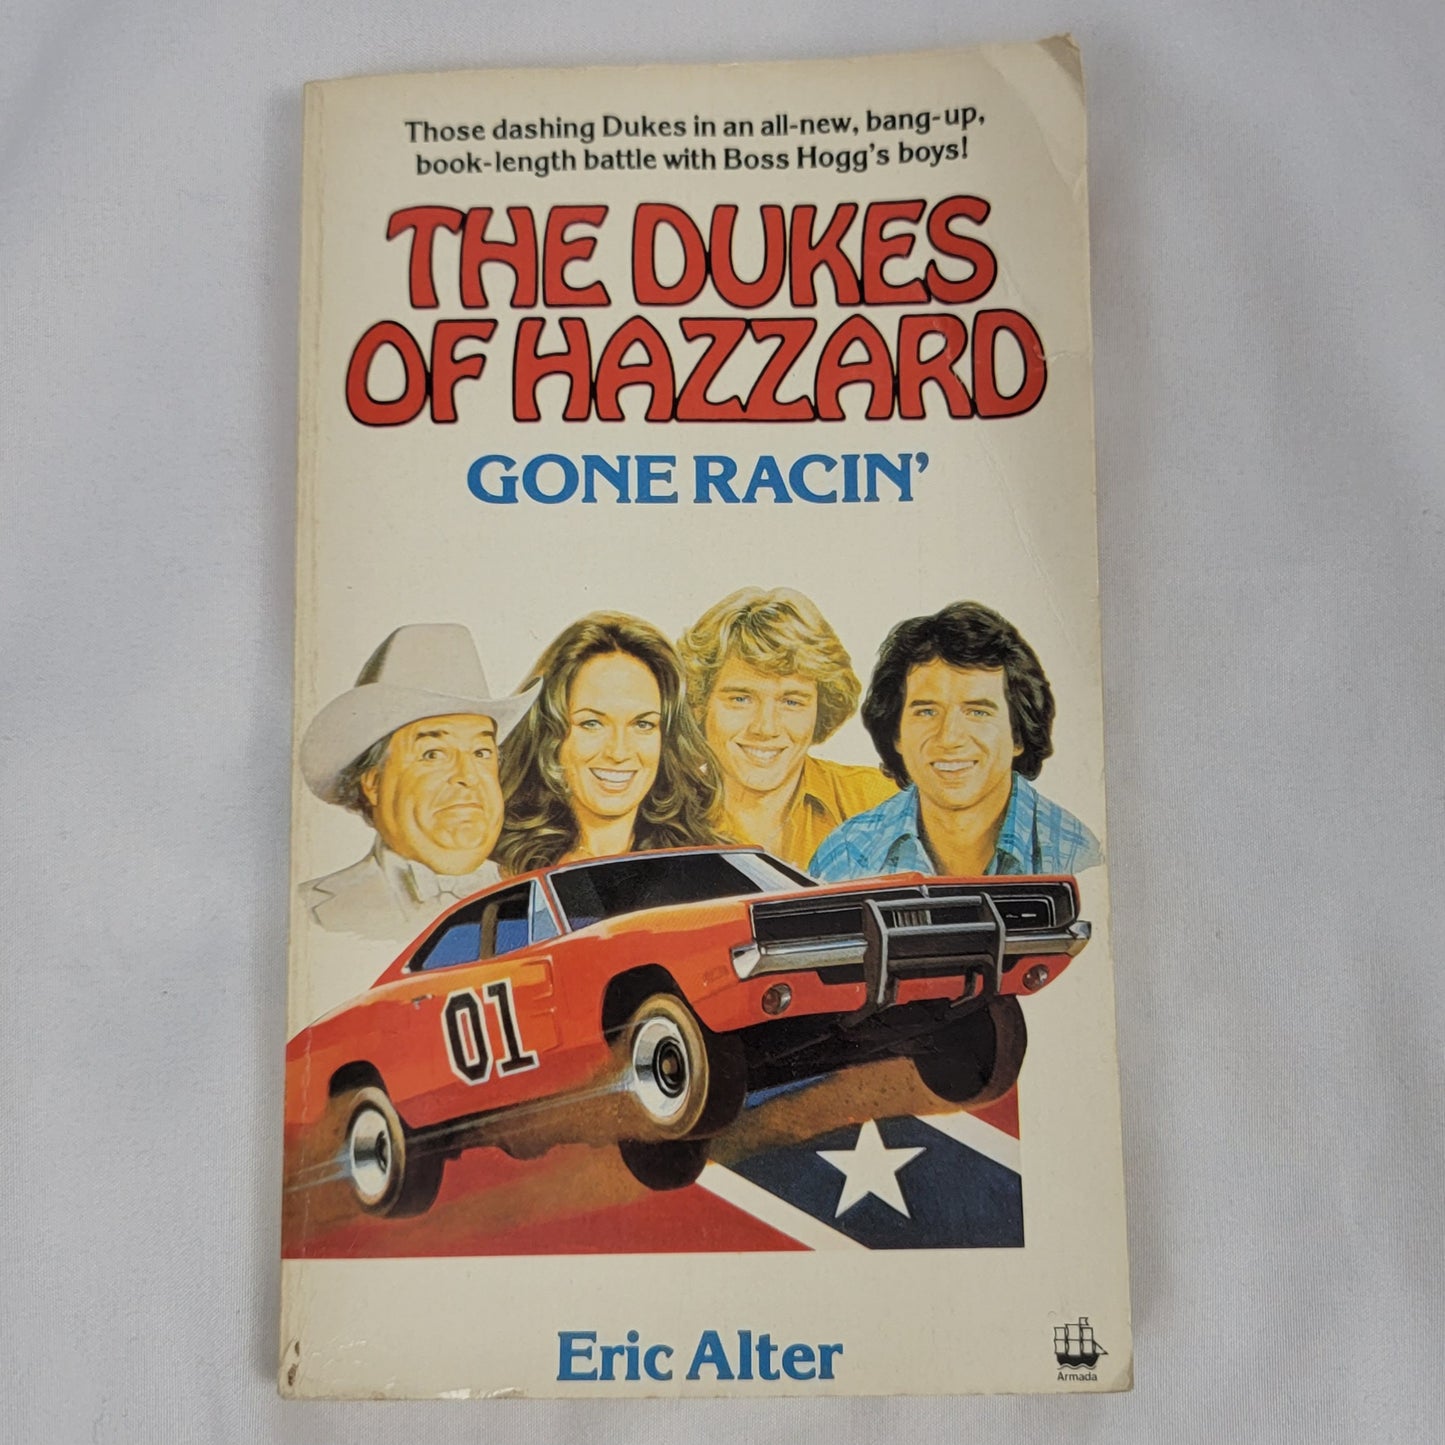 Those dashing Dukes in an all-new, bang-up,
book-length battle with Boss Hogg's boys!
THE DUKES
OF HAZZARD
GONE RACIN'
01
Eric Alter
Armada